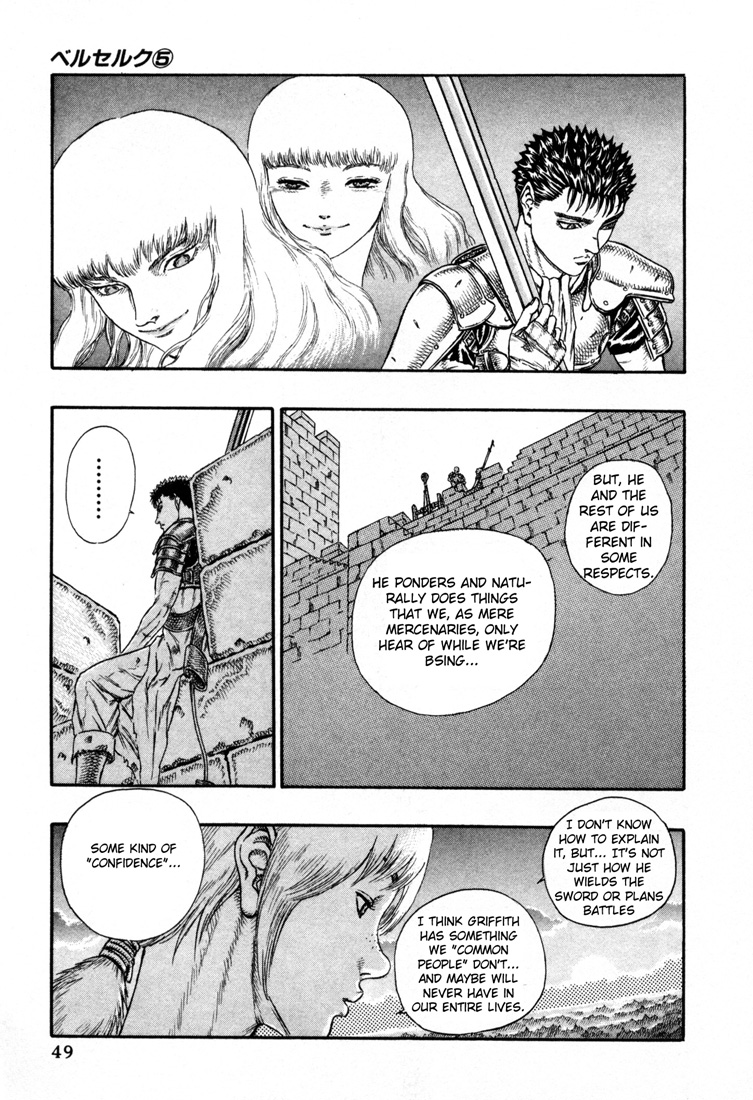 ベルセルク⑤
BUT, HE
AND THE
REST OF US
ARE DIF-
FERENT IN
SOME
RESPECTS.
HE PONDERS AND NATU-
RALLY DOES THINGS
THAT WE, AS MERE
MERCENARIES, ONLY
HEAR OF WHILE WE'RE
BSING...
.........
I DON'T KNOW
HOW TO EXPLAIN
IT, BUT... IT'S NOT
JUST HOW HE
WIELDS THE
SWORD OR PLANS
BATTLES
I THINK GRIFFITH
HAS SOMETHING
WE "COMMON
PEOPLE" DON'T...
AND MAYBE WILL
NEVER HAVE IN
OUR ENTIRE LIVES.
SOME KIND OF
"CONFIDENCE"...
49